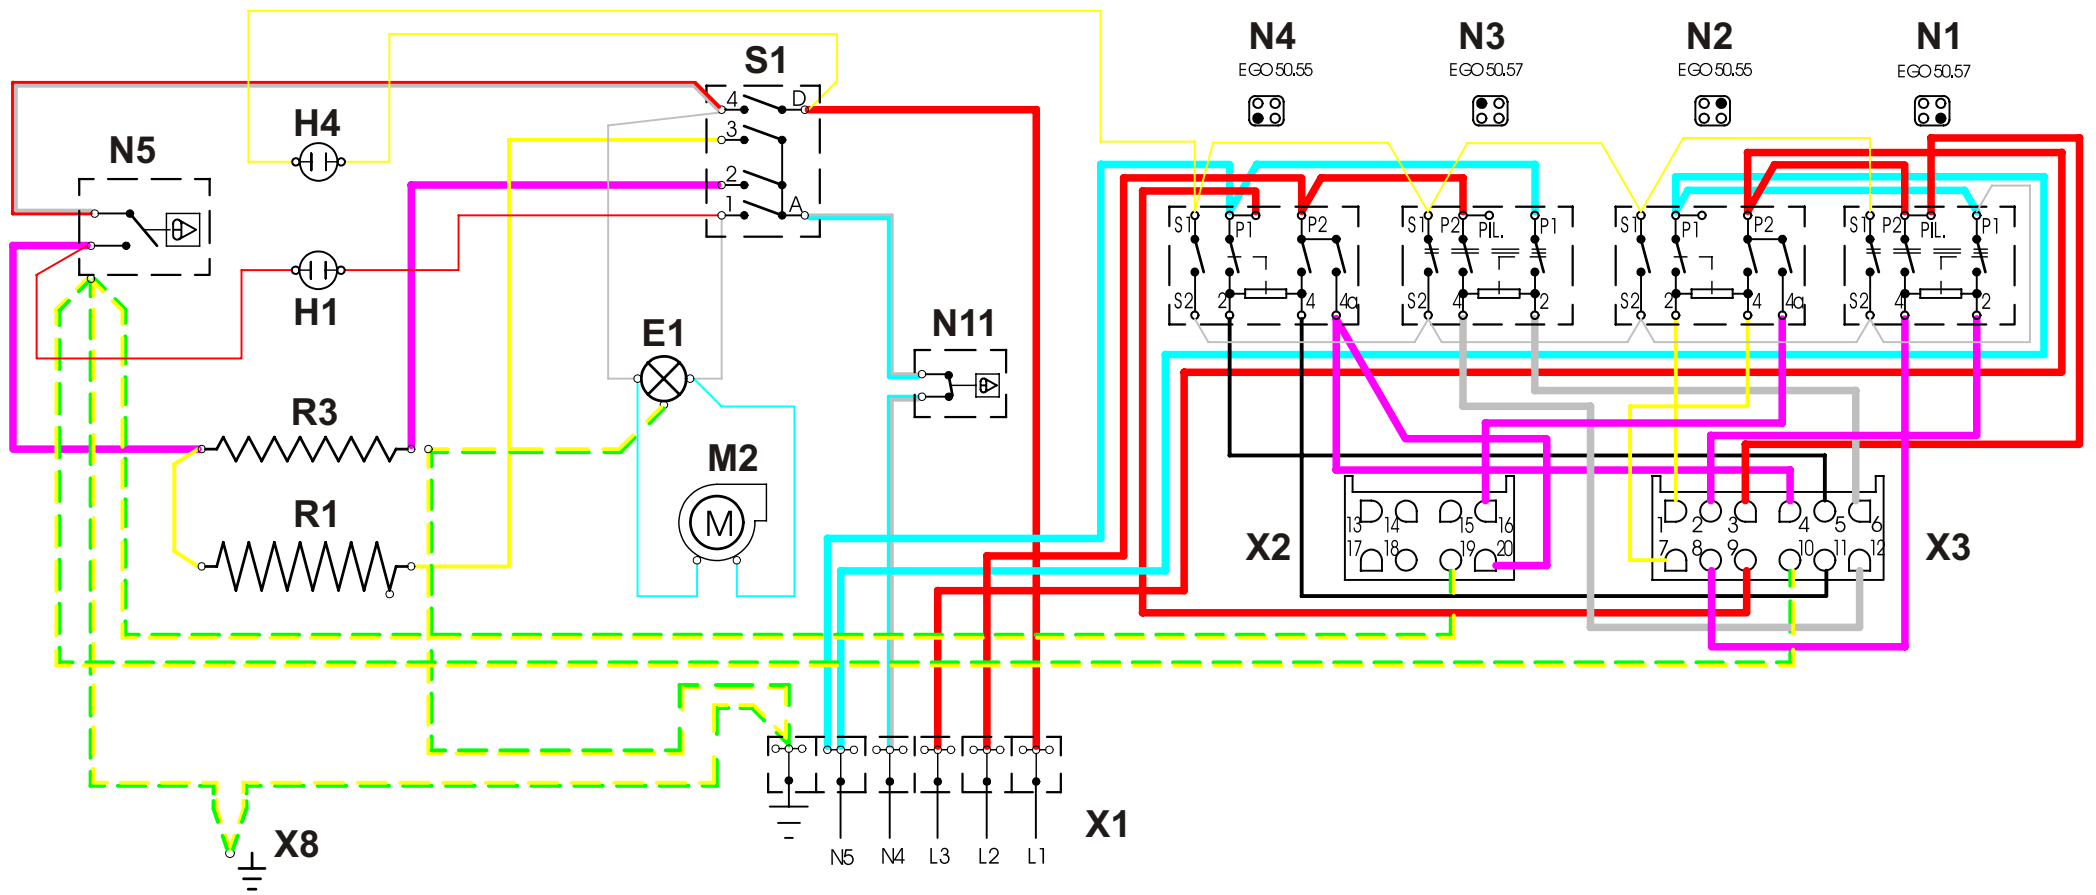 N4 N3 N2 N1
EGO 50.55 EGO 50.57 EGO 50.55 EGO 50.57
S1
4 D
3
2
1 A
H4
N5
H1
S1 P1 P2
S2 2 4 4a
S1 P2 PIL. P1
S2 4 2
S1 P1 P2
S2 2 4 4a
S1 P2 PIL. P1
S2 4 2
E1
N11
R3
M2
M
R1
X2
13 14 15 16
17 18 19 20
X3
1 2 3 4 5 6
7 8 9 10 11 12
X1
X8
N5 N4 L3 L2 L1